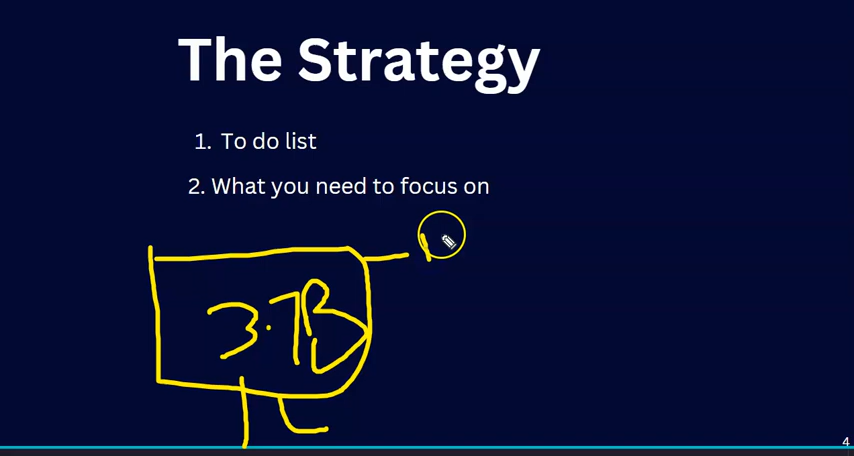 The Strategy
1. To do list
2. What you need to focus on
3.7B
4